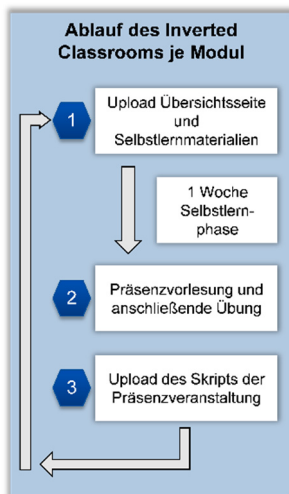 Ablauf des Inverted
Classrooms je Modul
1
Upload Übersichtsseite
und
Selbstlernmaterialien
1 Woche
Selbstlern-
phase
2
Präsenzvorlesung und
anschließende Übung
3
Upload des Skripts der
Präsenzveranstaltung